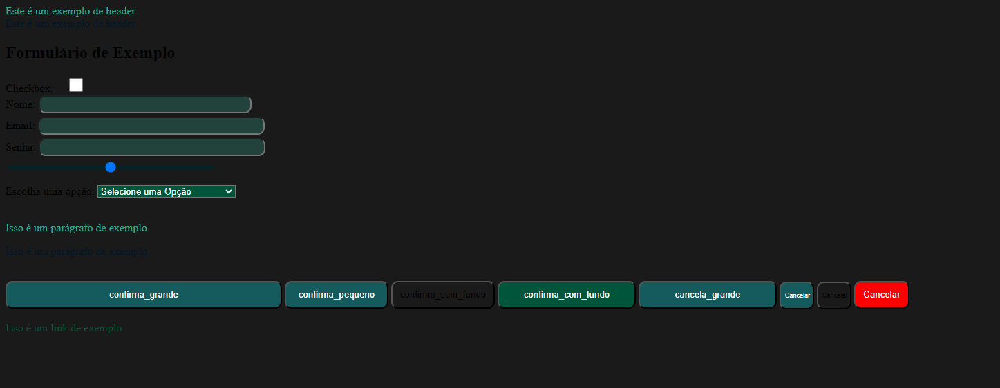 Este é um exemplo de header
Este é um exemplo de header
Formulário de Exemplo
Checkbox:
Nome:
Email:
Senha:
Escolha uma opção: Selecione uma Opção
Isso é um parágrafo de exemplo.
Isso é um parágrafo de exemplo.
confirma_grande confirma_pequeno confirma_sem_fundo confirma_com_fundo cancela_grande Cancelar Cancelar Cancelar
Isso é um link de exemplo